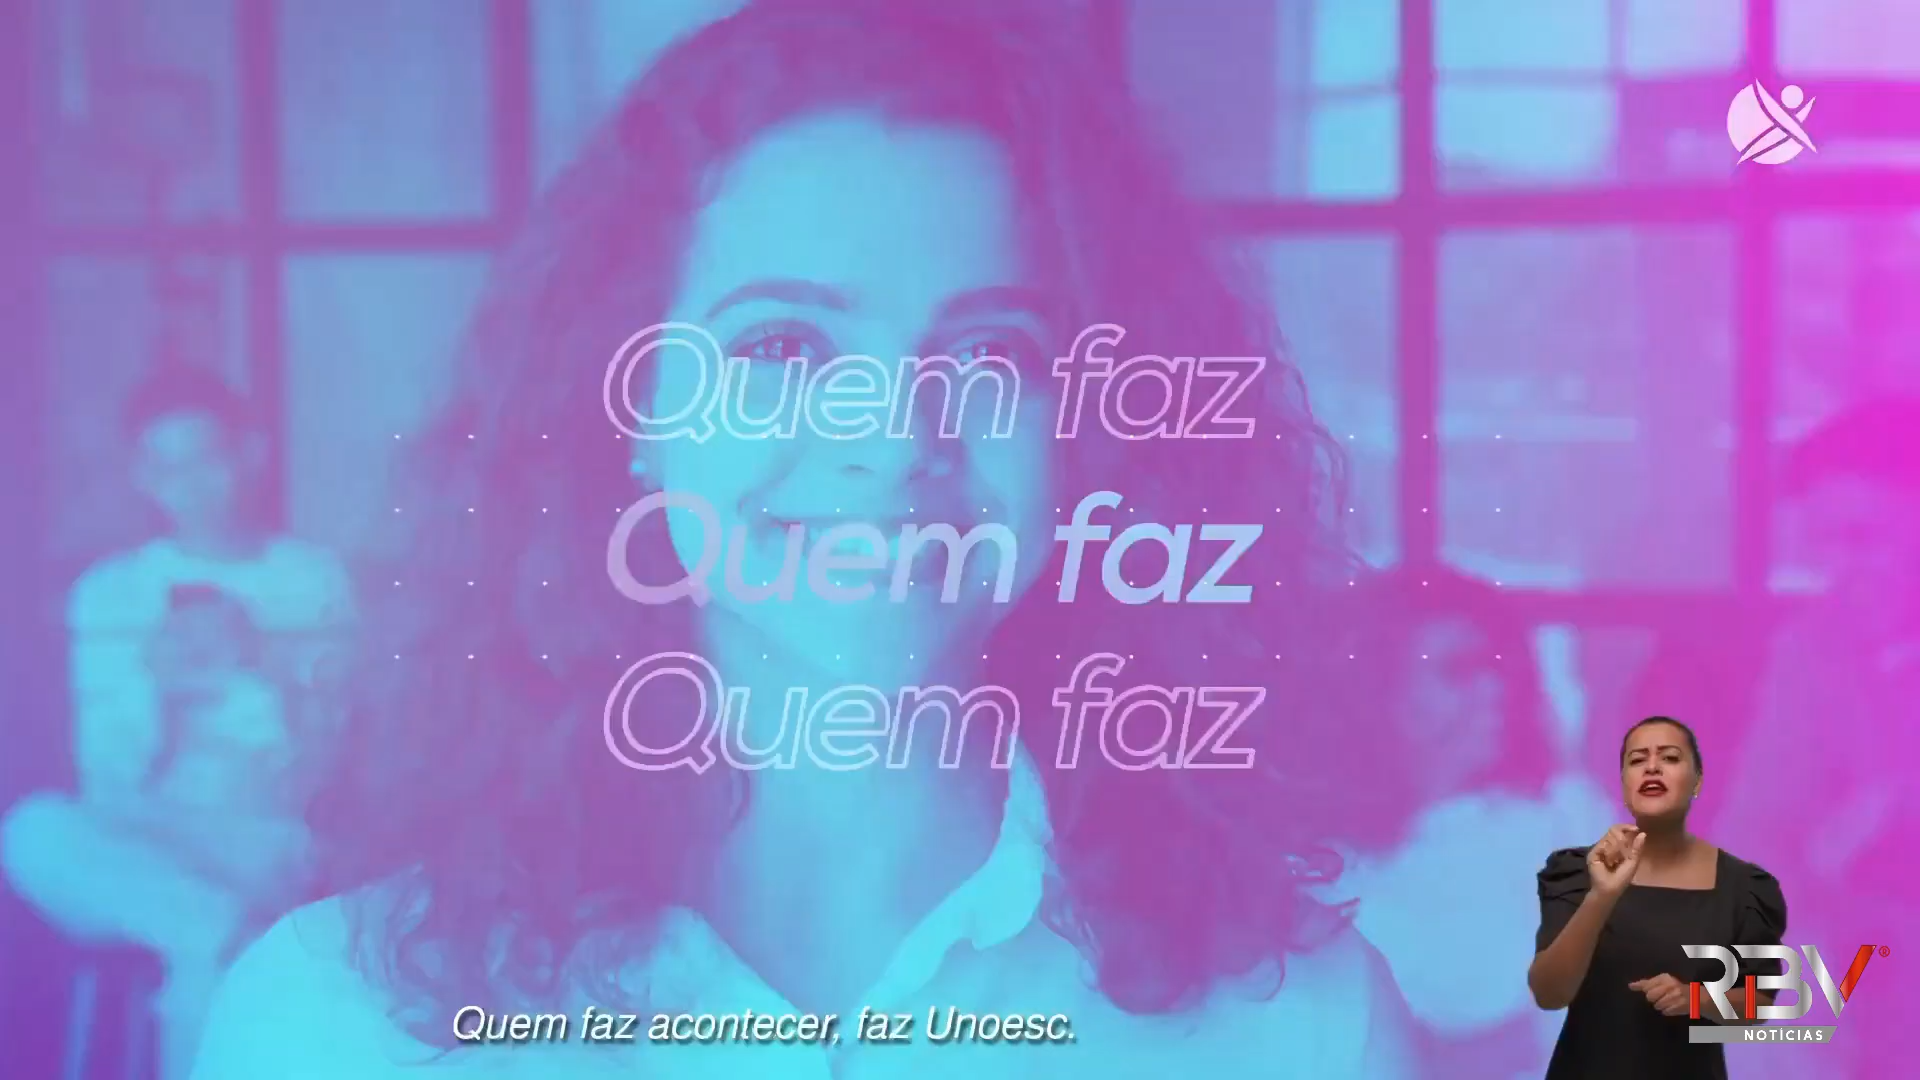 Quem faz
Quem faz
Quem faz
Quem faz acontecer, faz Unoesc.
RBV®
NOTÍCIAS